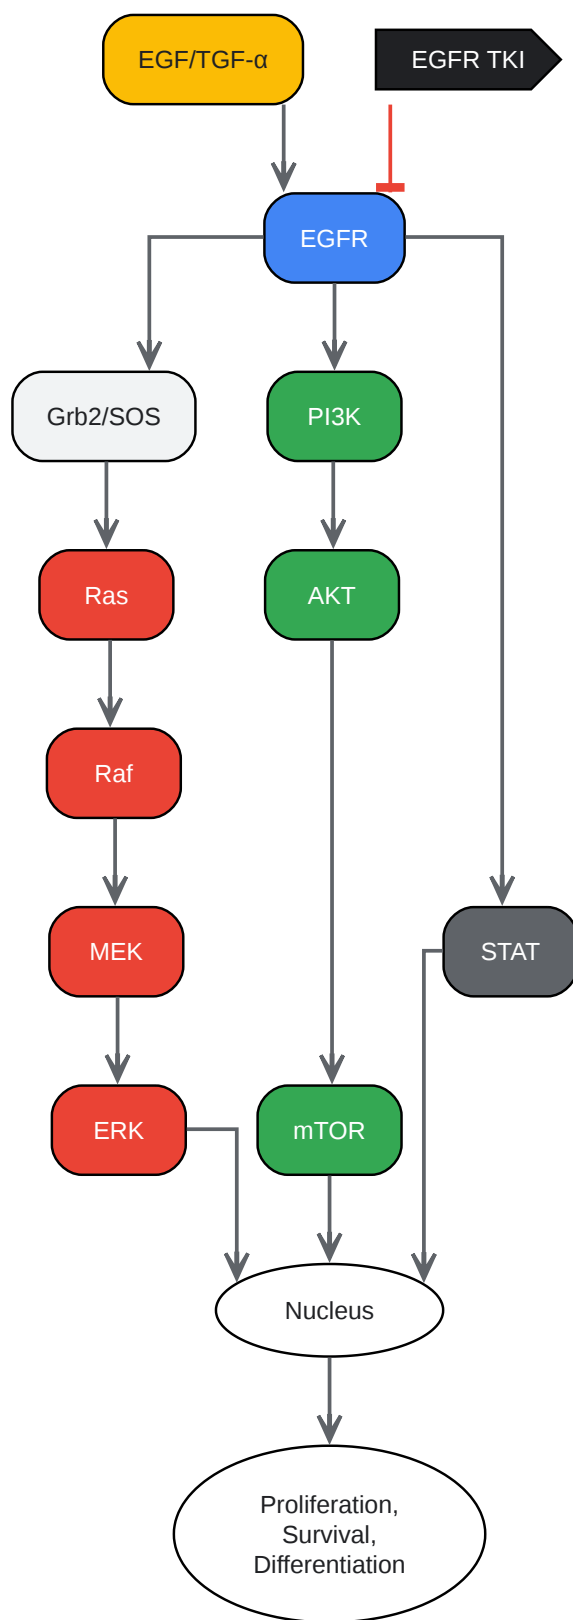 EGF/TGF-α
EGFR TKI
EGFR
Grb2/SOS
PI3K
Ras
AKT
Raf
MEK
STAT
ERK
mTOR
Nucleus
Proliferation,
Survival,
Differentiation